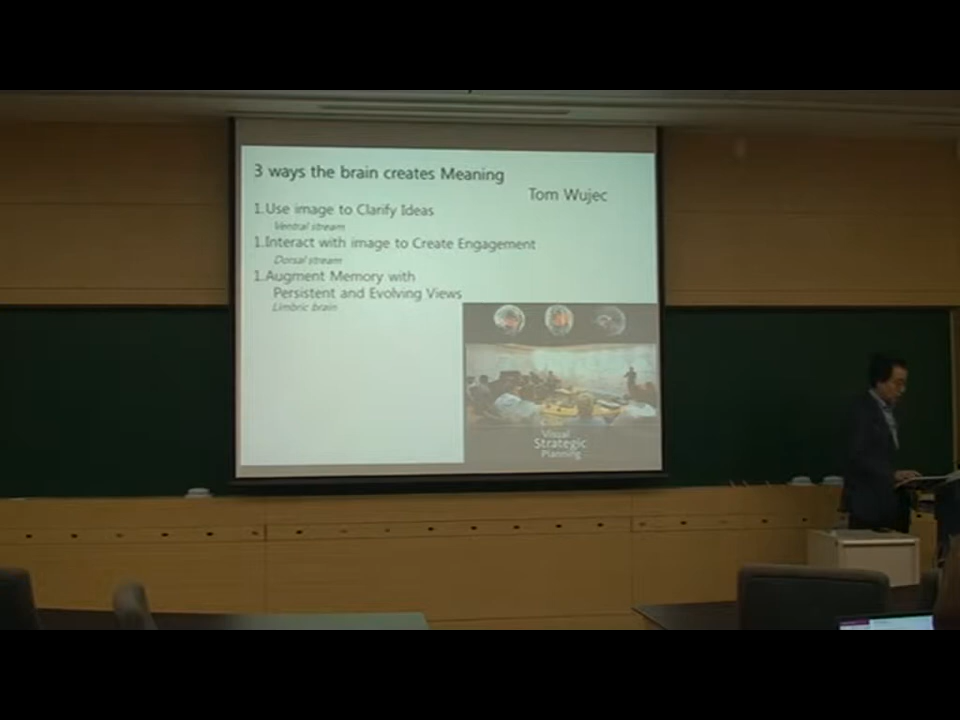 3 ways the brain creates Meaning
Tom Wujec
1.Use image to Clarify Ideas
Ventral stream
1.Interact with image to Create Engagement
Dorsal stream
1.Augment Memory with
Persistent and Evolving Views
Limbric brain
Visual
Strategic
Planning